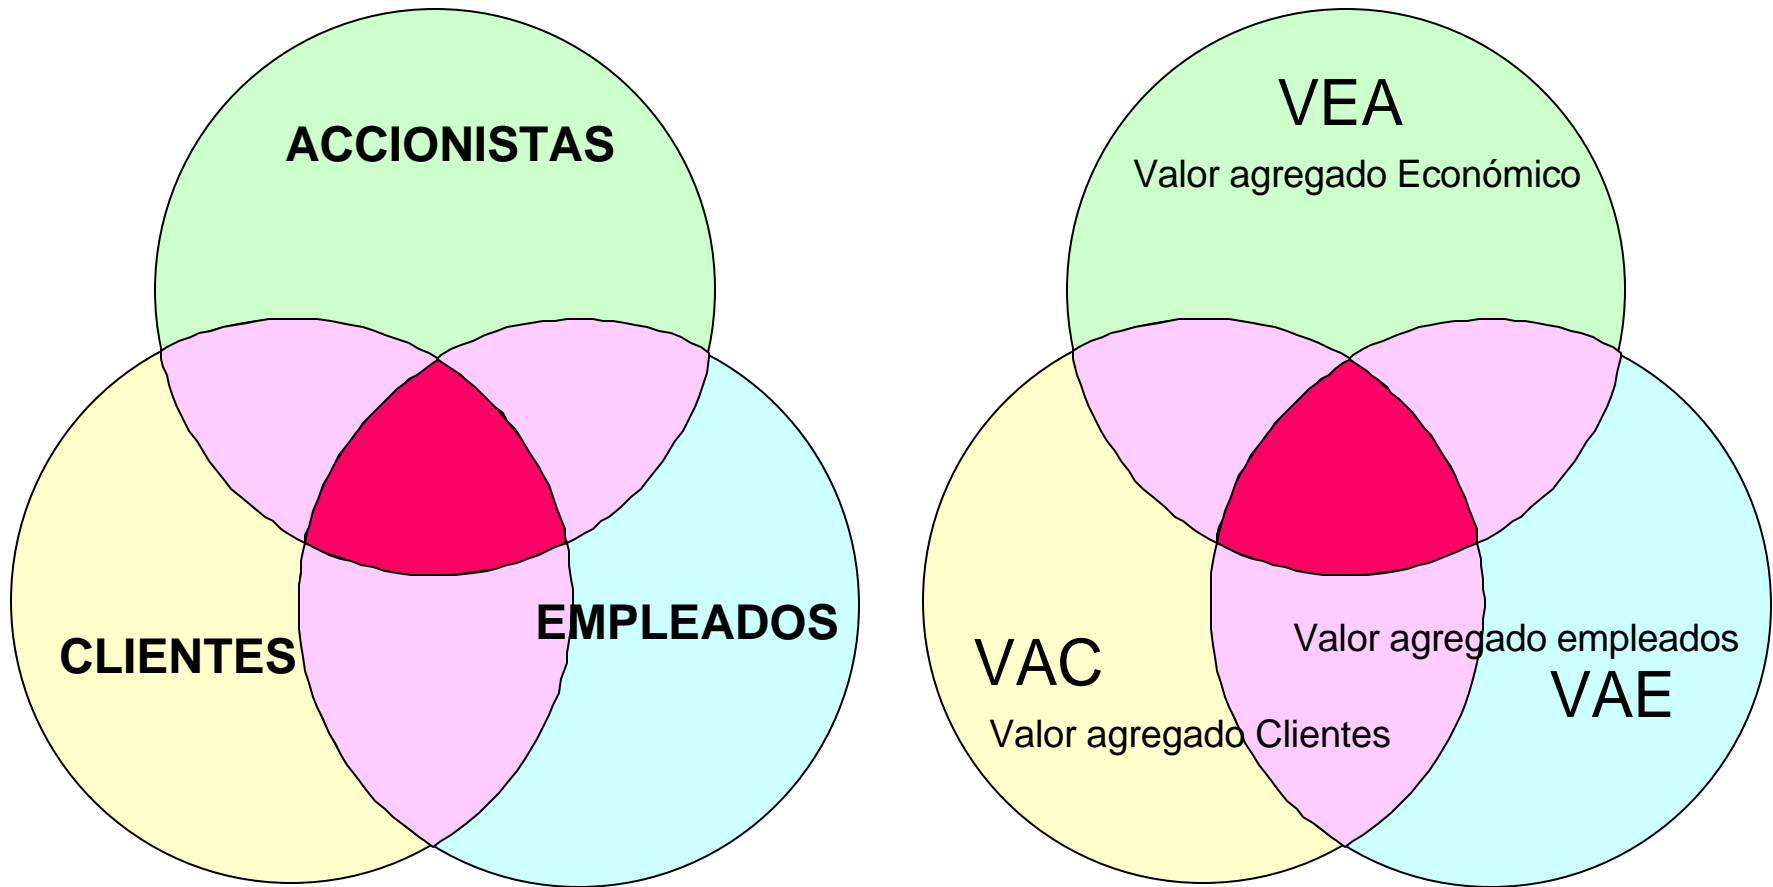 ACCIONISTAS
CLIENTES
EMPLEADOS
VEA
Valor agregado Económico
VAC
Valor agregado Clientes
Valor agregado empleados
VAE